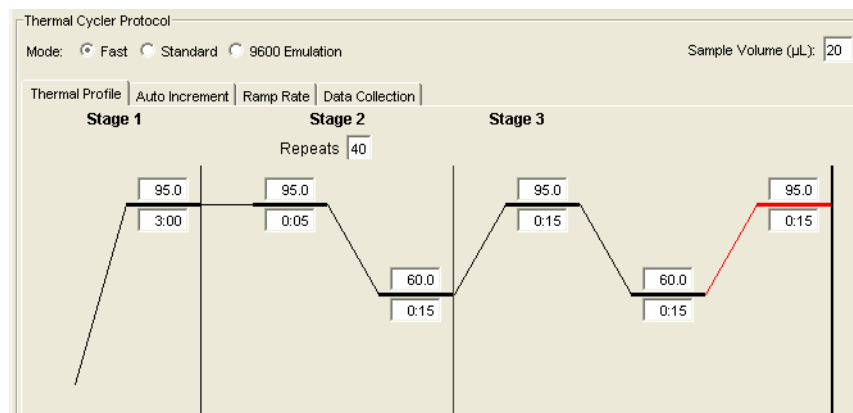 Thermal Cycler Protocol
Mode: Fast Standard 9600 Emulation Sample Volume (µL): 20
Thermal Profile Auto Increment Ramp Rate Data Collection
Stage 1 Stage 2 Stage 3
Repeats 40
95.0 95.0 95.0 95.0
3:00 0:05 0:15 0:15
60.0 60.0
0:15 0:15